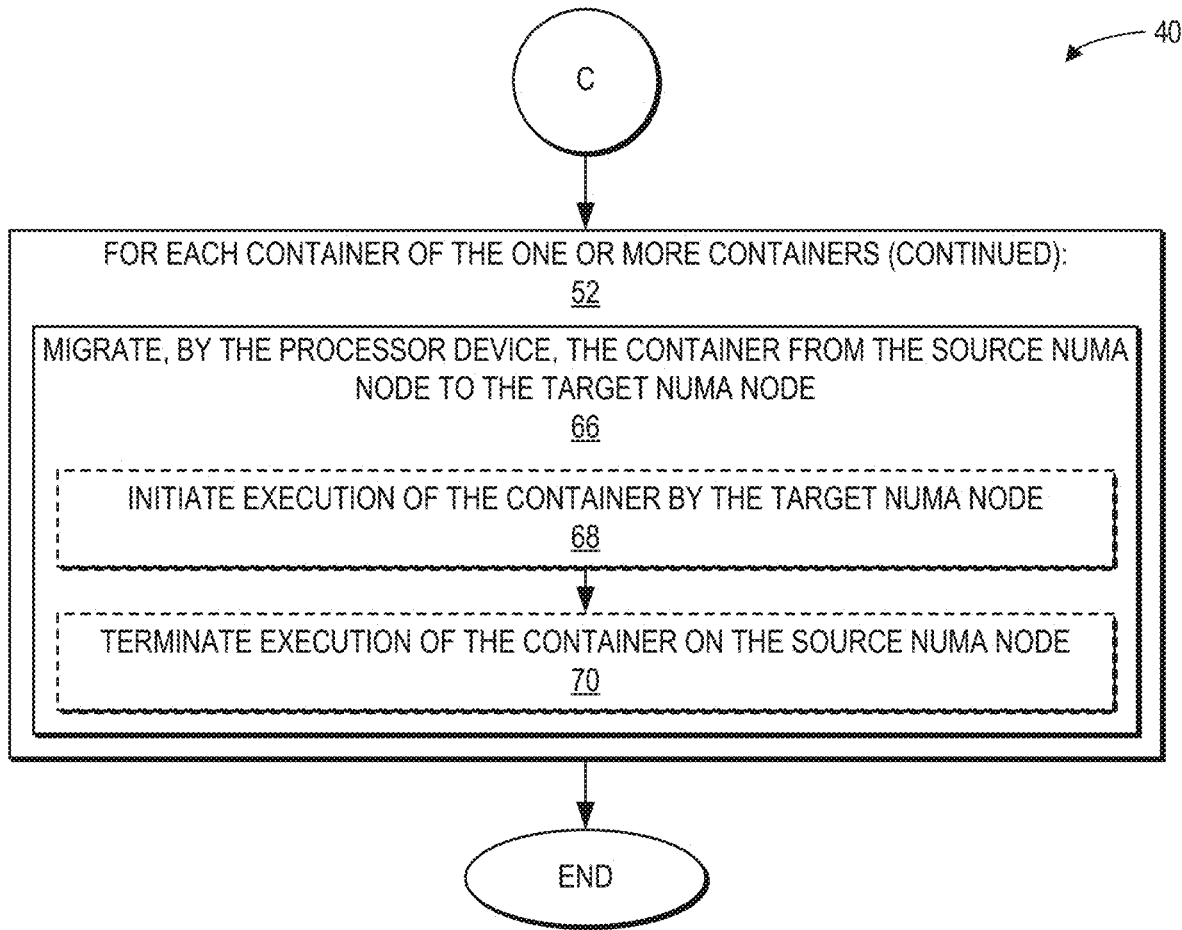 C
40
FOR EACH CONTAINER OF THE ONE OR MORE CONTAINERS (CONTINUED):
52
MIGRATE, BY THE PROCESSOR DEVICE, THE CONTAINER FROM THE SOURCE NUMA
NODE TO THE TARGET NUMA NODE
66
INITIATE EXECUTION OF THE CONTAINER BY THE TARGET NUMA NODE
68
TERMINATE EXECUTION OF THE CONTAINER ON THE SOURCE NUMA NODE
70
END